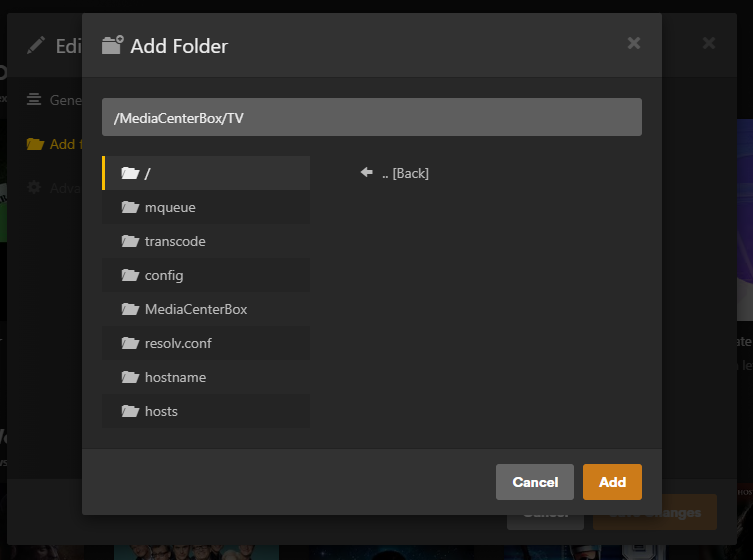 Edi
Add Folder
Gene
/MediaCenterBox/TV
Add f
/
.. [Back]
Adva
mqueue
transcode
config
MediaCenterBox
resolv.conf
hostname
hosts
Cancel
Add
Cancel
Save Changes